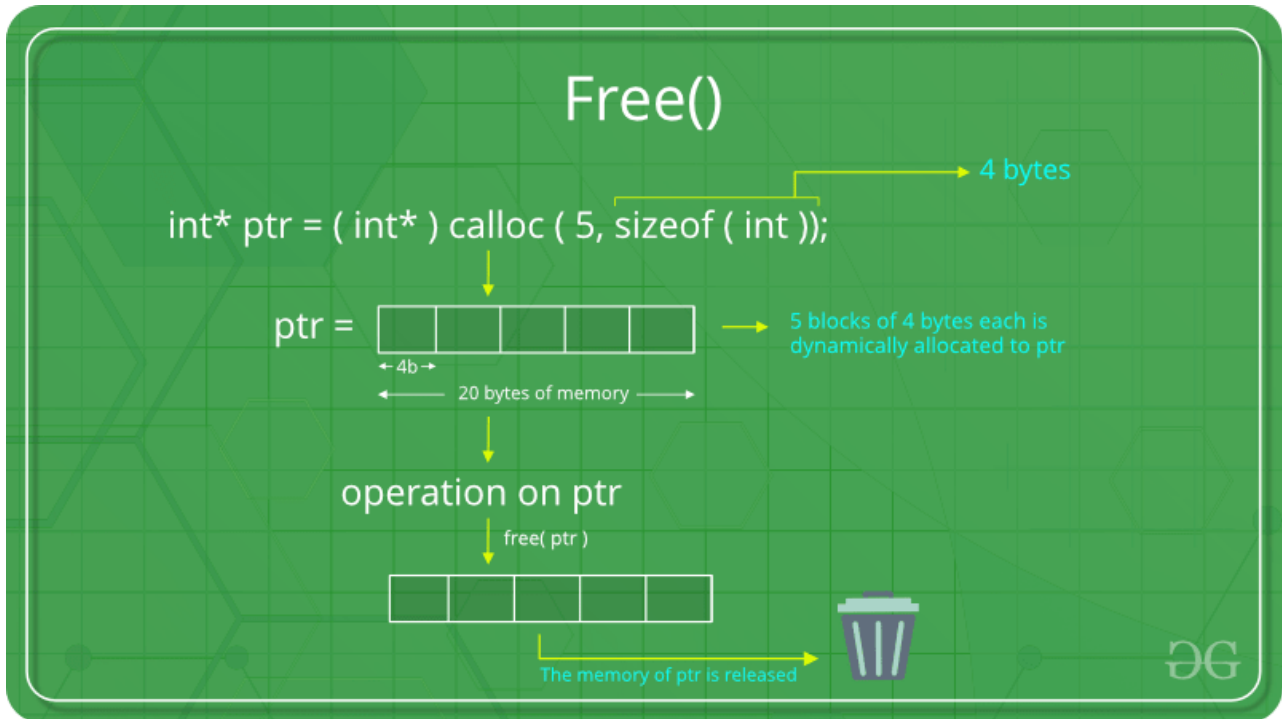 Free()
4 bytes
int* ptr = ( int* ) calloc ( 5, sizeof ( int ));
ptr =
5 blocks of 4 bytes each is
dynamically allocated to ptr
4b
20 bytes of memory
operation on ptr
free( ptr )
The memory of ptr is released